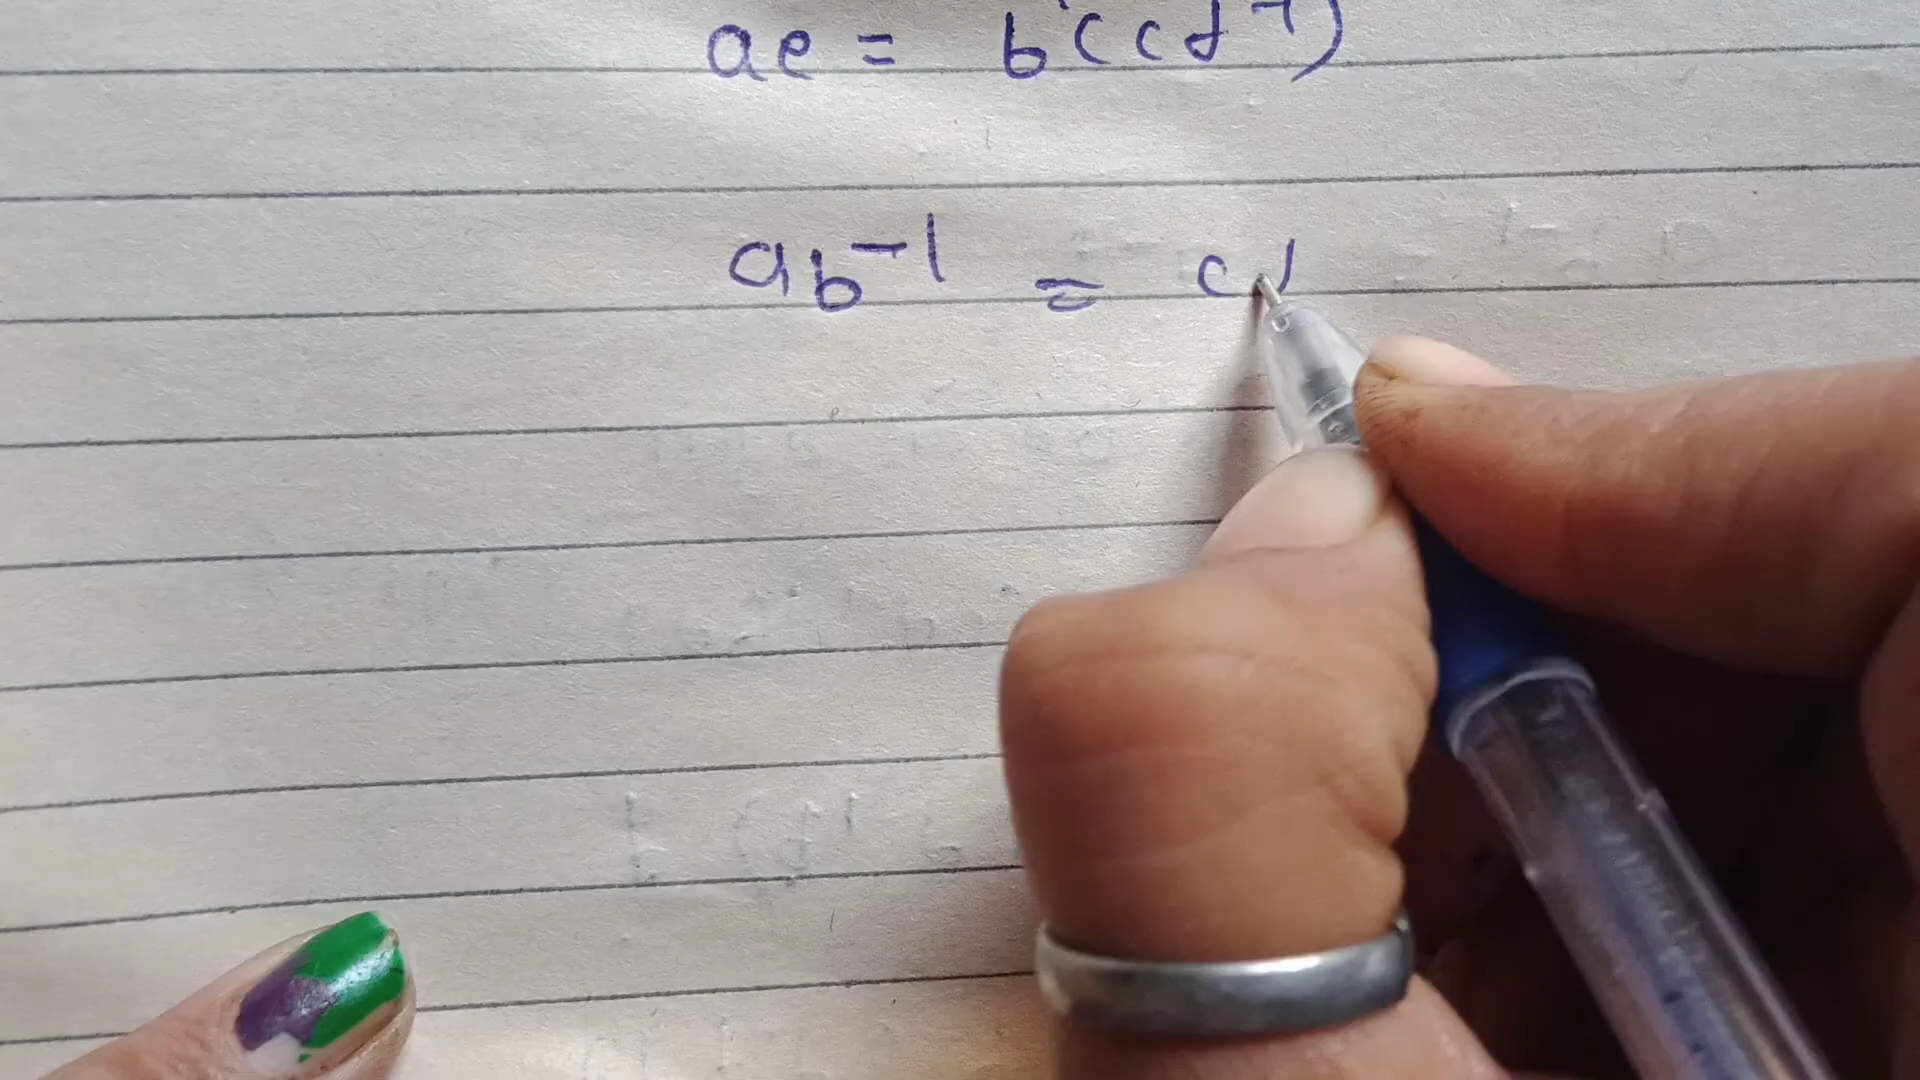 ae = b(cd⁻¹)
ab⁻¹ = cd